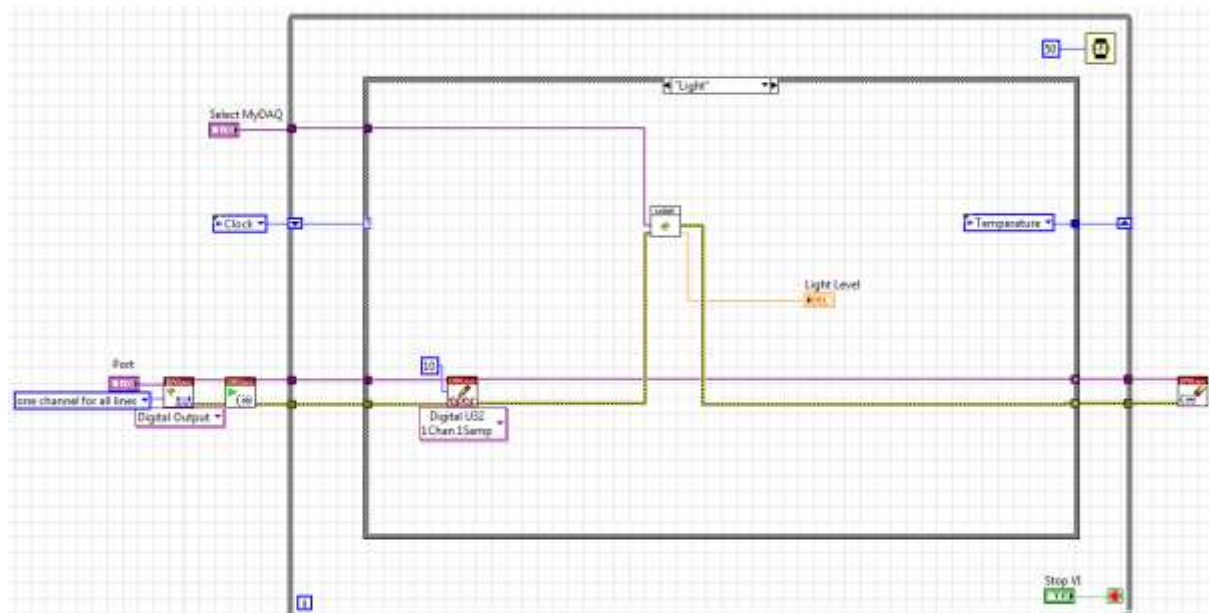 50
"Light"
Select MyDAQ
Clock
Temperature
Light Level
Port
10
one channel for all lines
Digital Output
Digital U32
1Chan 1Samp
Stop VI
i